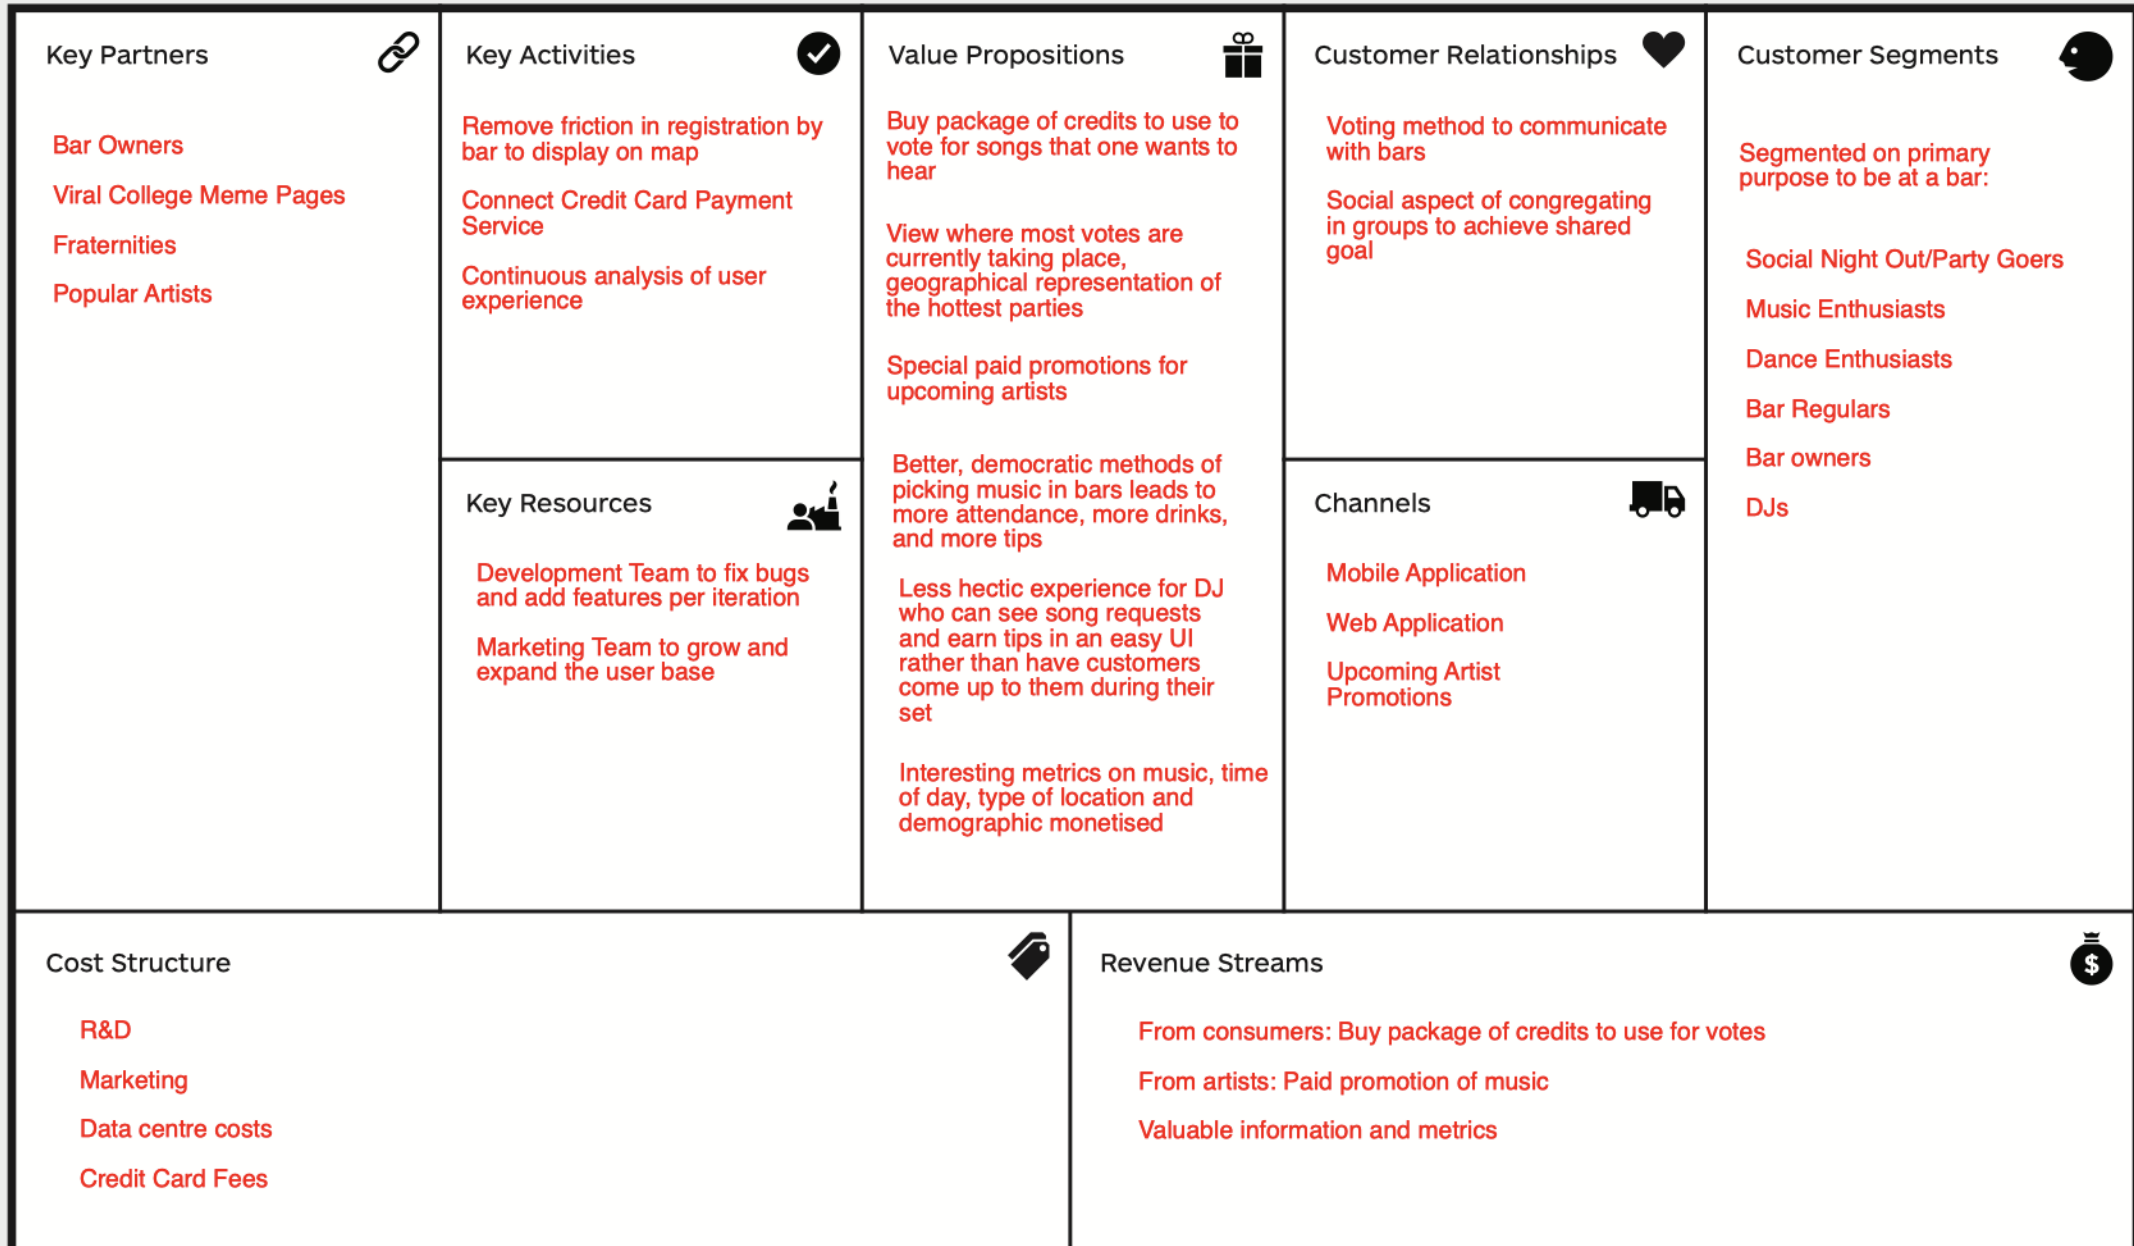 Key Partners
Bar Owners
Viral College Meme Pages
Fraternities
Popular Artists
Key Activities
Remove friction in registration by
bar to display on map
Connect Credit Card Payment
Service
Continuous analysis of user
experience
Key Resources
Development Team to fix bugs
and add features per iteration
Marketing Team to grow and
expand the user base
Value Propositions
Buy package of credits to use to
vote for songs that one wants to
hear
View where most votes are
currently taking place,
geographical representation of
the hottest parties
Special paid promotions for
upcoming artists
Better, democratic methods of
picking music in bars leads to
more attendance, more drinks,
and more tips
Less hectic experience for DJ
who can see song requests
and earn tips in an easy UI
rather than have customers
come up to them during their
set
Interesting metrics on music, time
of day, type of location and
demographic monetised
Customer Relationships
Voting method to communicate
with bars
Social aspect of congregating
in groups to achieve shared
goal
Channels
Mobile Application
Web Application
Upcoming Artist
Promotions
Customer Segments
Segmented on primary
purpose to be at a bar:
Social Night Out/Party Goers
Music Enthusiasts
Dance Enthusiasts
Bar Regulars
Bar owners
DJs
Cost Structure
R&D
Marketing
Data centre costs
Credit Card Fees
Revenue Streams
$
From consumers: Buy package of credits to use for votes
From artists: Paid promotion of music
Valuable information and metrics